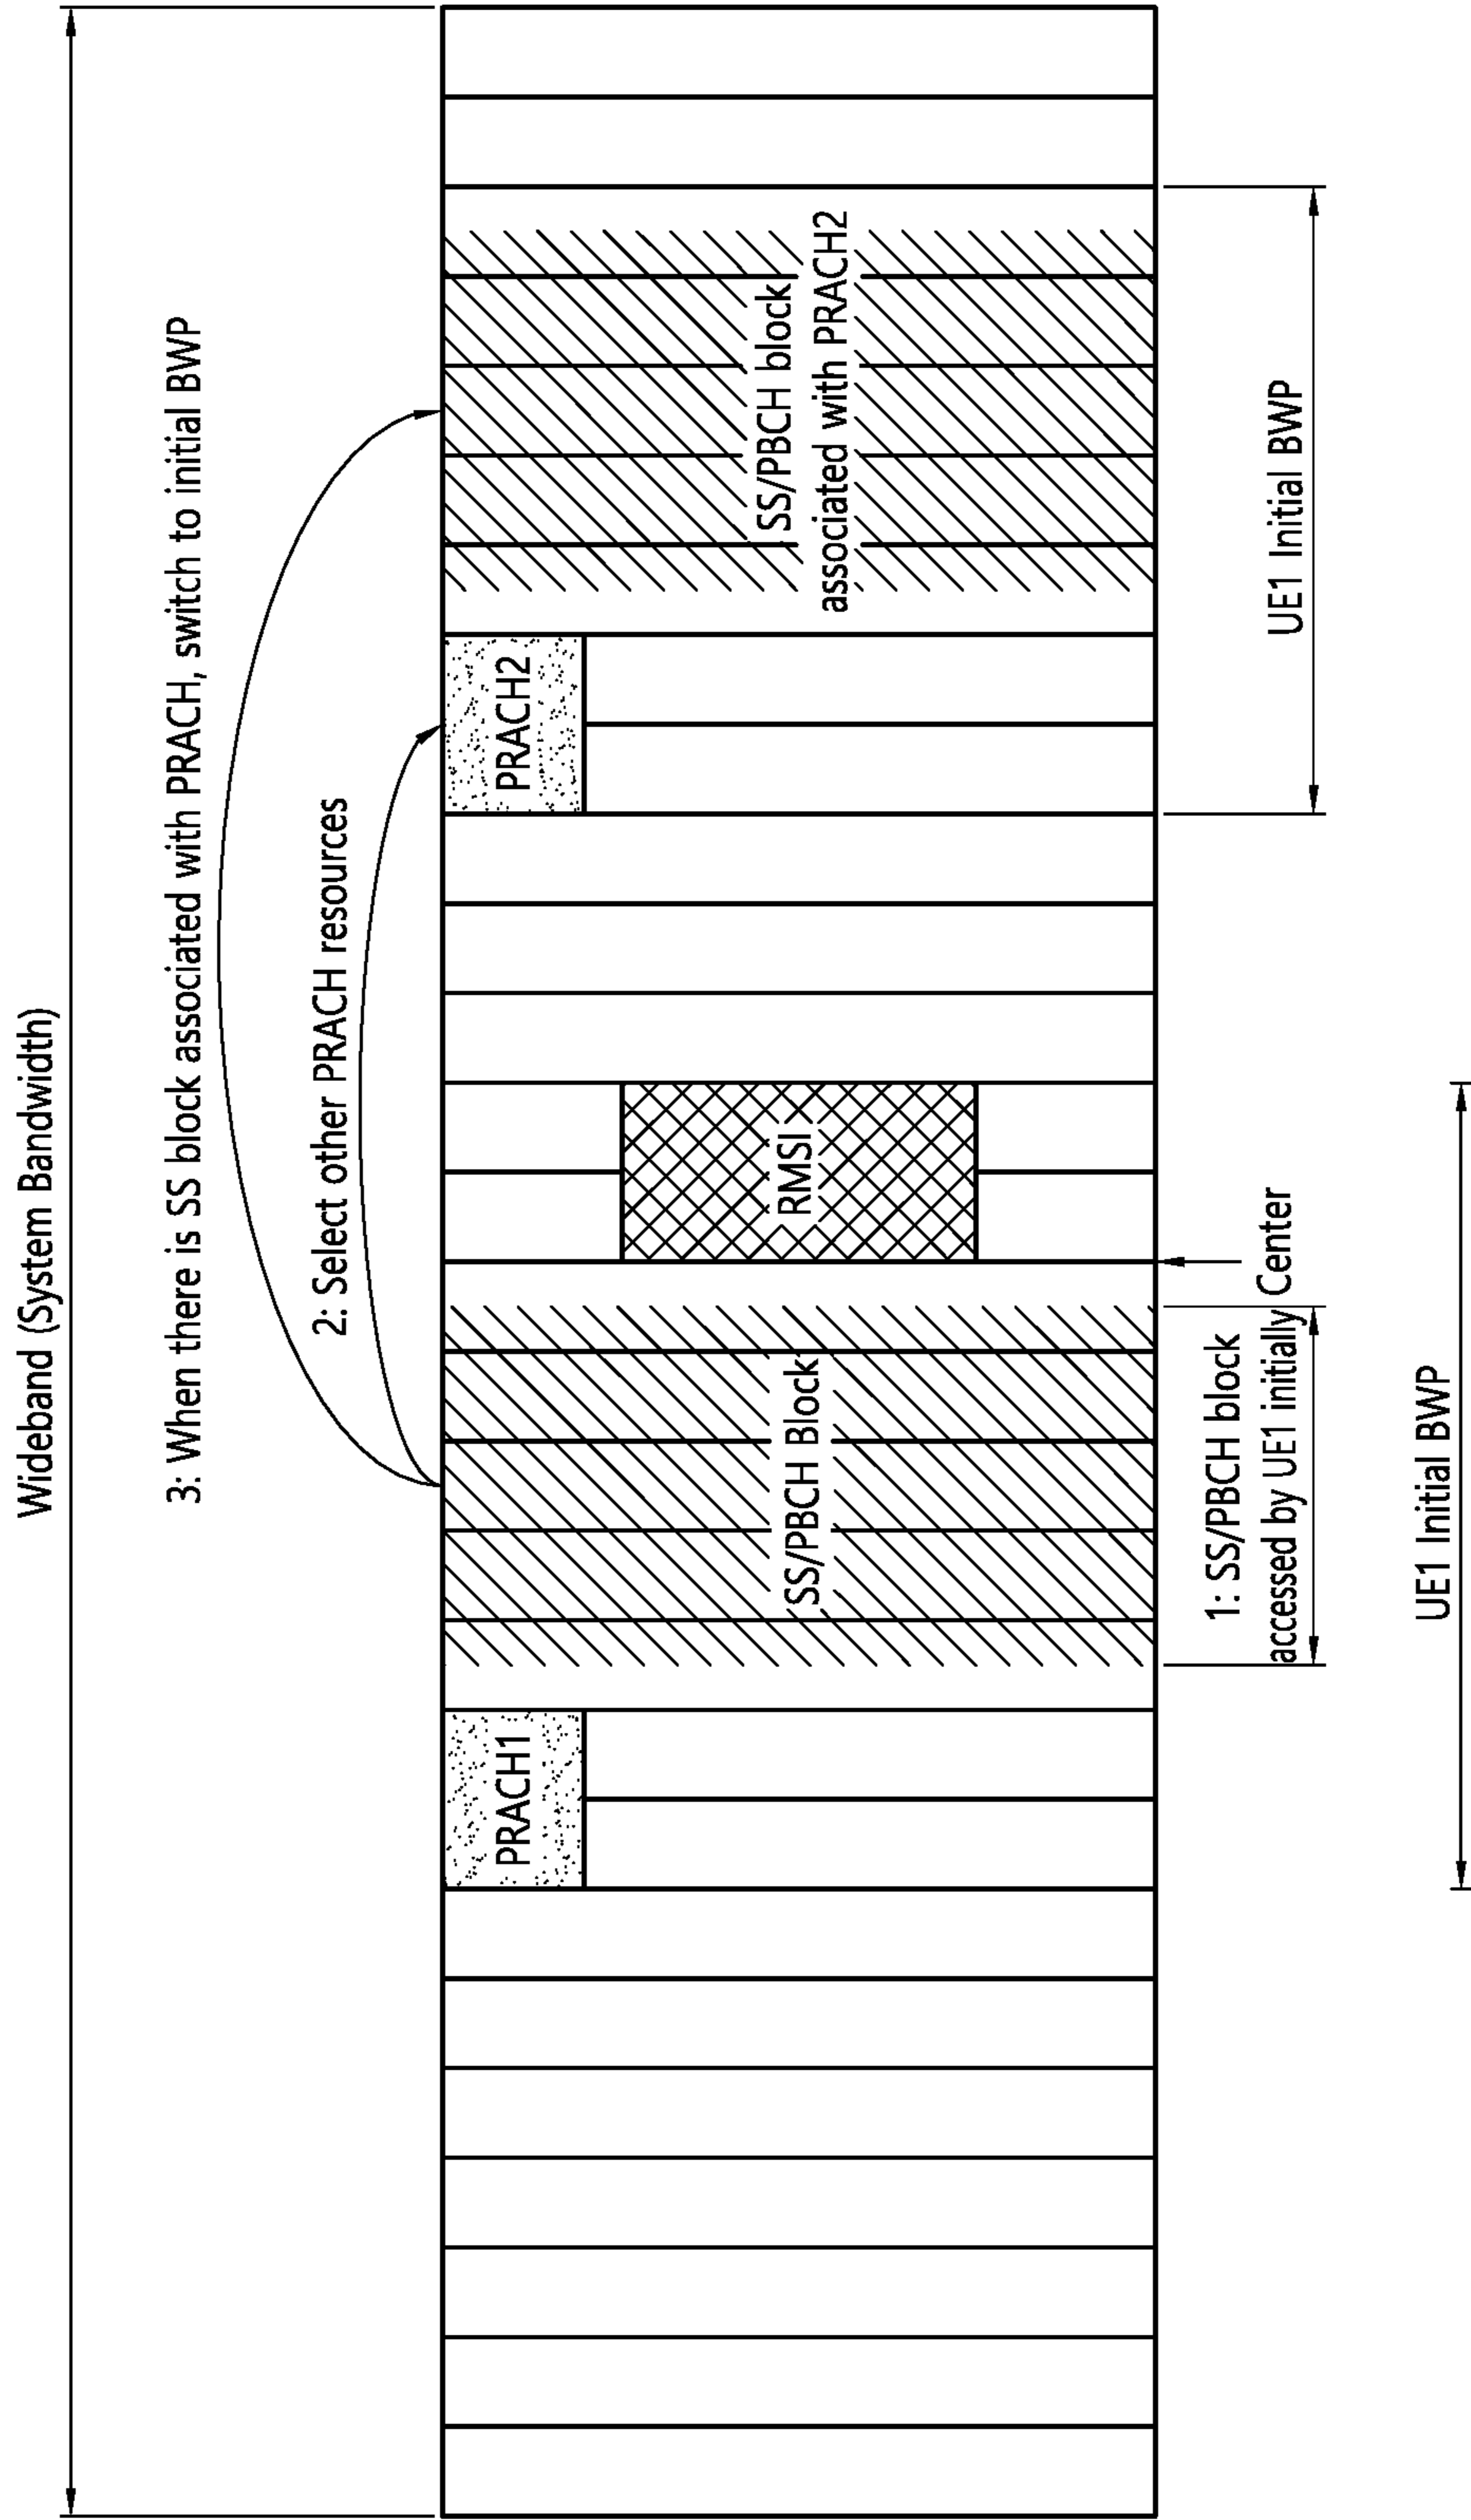 Wideband (System Bandwidth)
3: When there is SS block associated with PRACH, switch to initial BWP
2: Select other PRACH resources
PRACH1
SS/PBCH Block
RMSI
PRACH2
SS/PBCH block
associated with PRACH2
1: SS/PBCH block
accessed by UE1 initially
Center
UE1 Initial BWP
UE1 Initial BWP